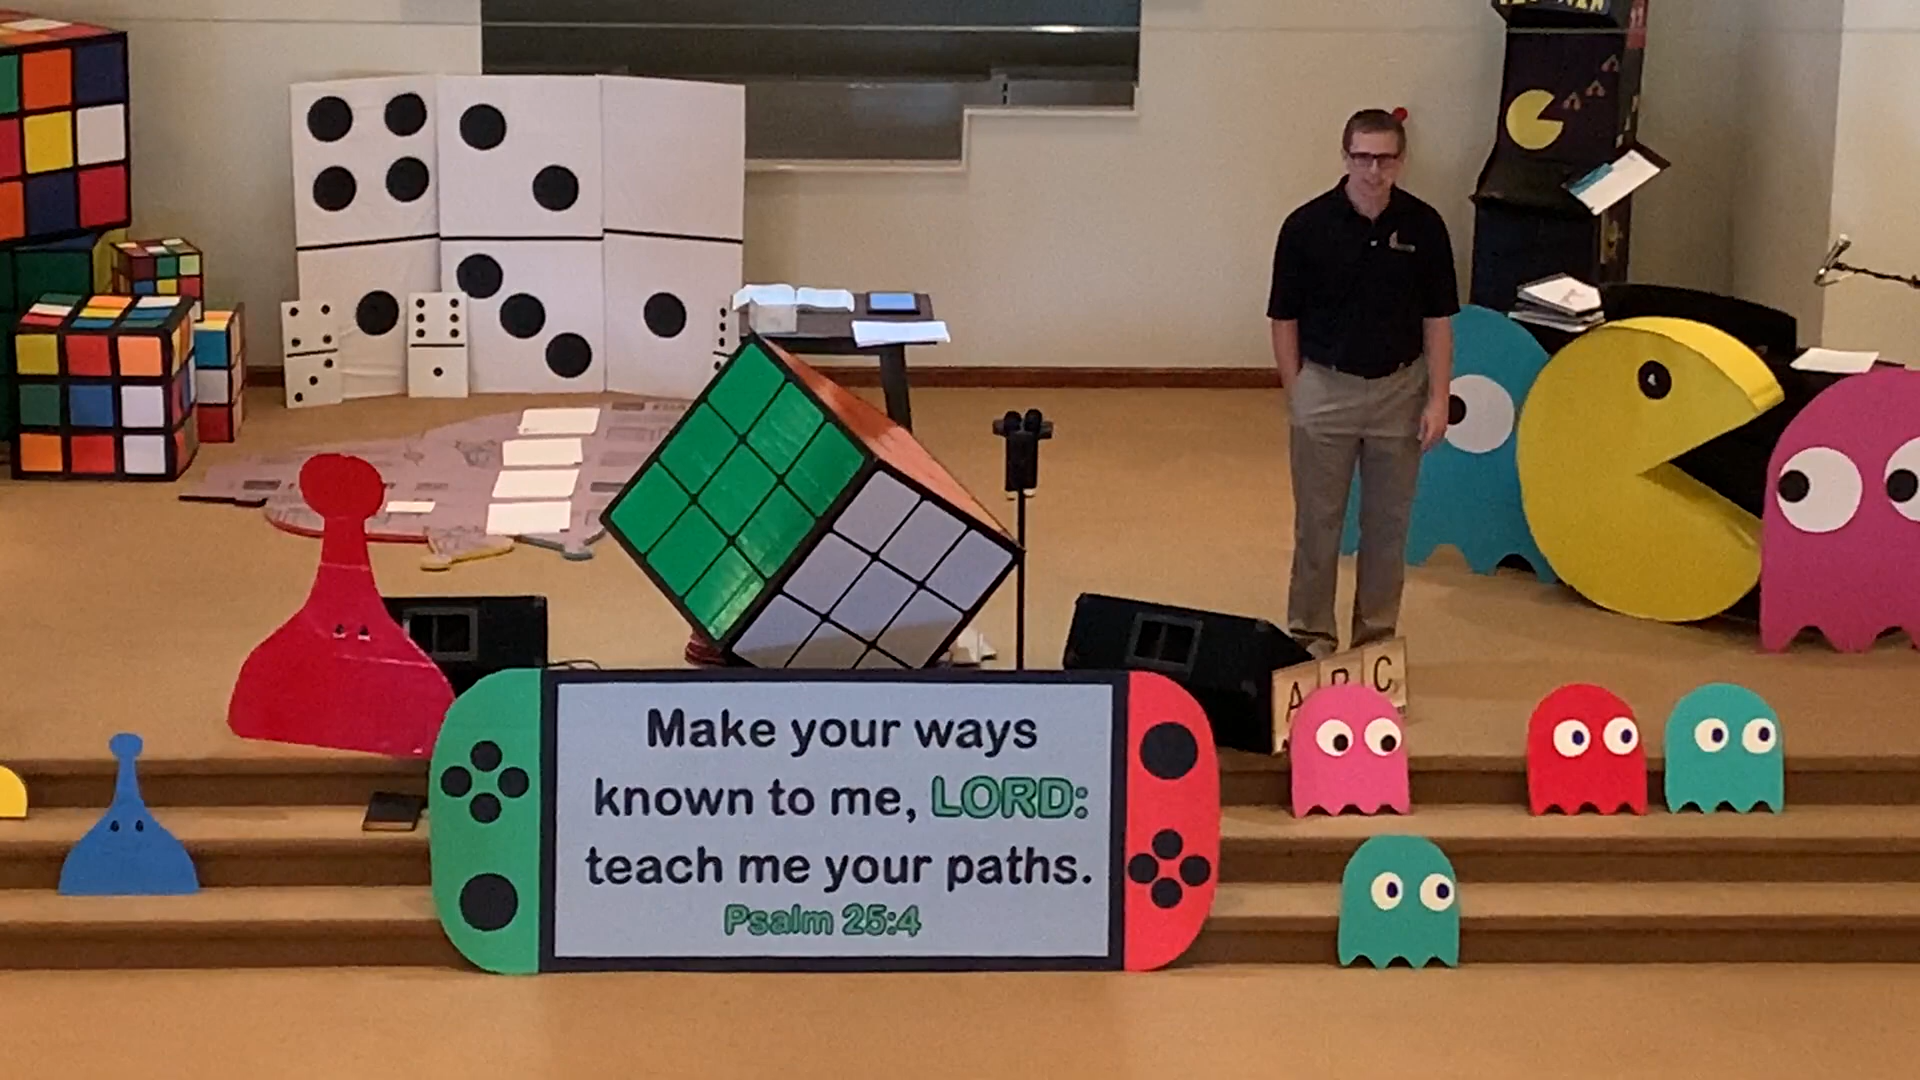 Make your ways
known to me, LORD:
teach me your paths.
Psalm 25:4
A B C